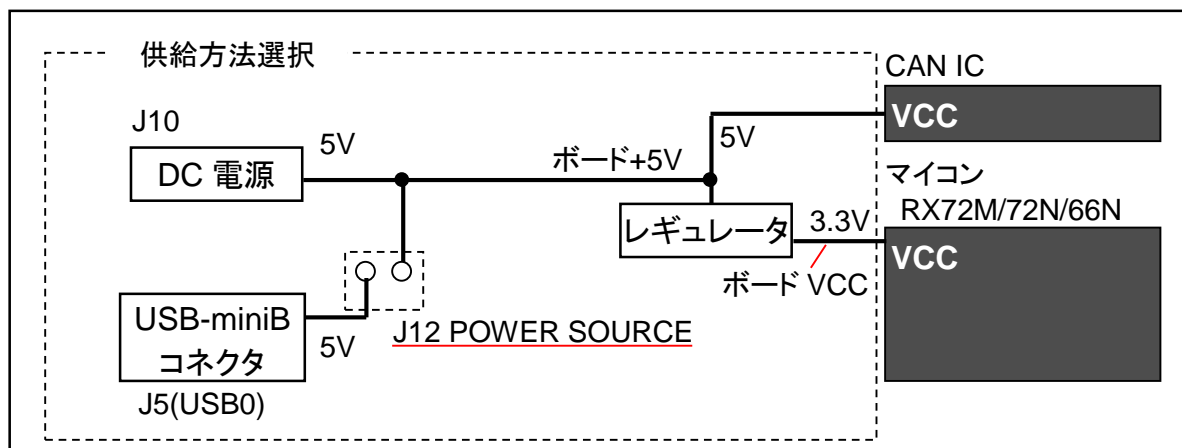 供給方法選択
CAN IC
VCC
J10
5V
DC 電源
ボード+5V
5V
マイコン
RX72M/72N/66N
レギュレータ
3.3V
VCC
ボード VCC
USB-miniB
コネクタ
5V
J12 POWER SOURCE
J5(USB0)